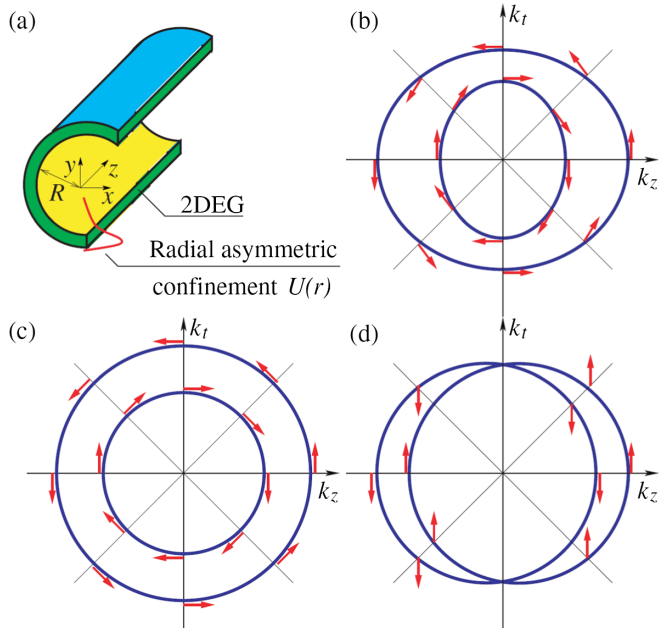 (a)
y
z
R
x
2DEG
Radial asymmetric
confinement U(r)
(b)
k_t
k_z
(c)
k_t
k_z
(d)
k_t
k_z